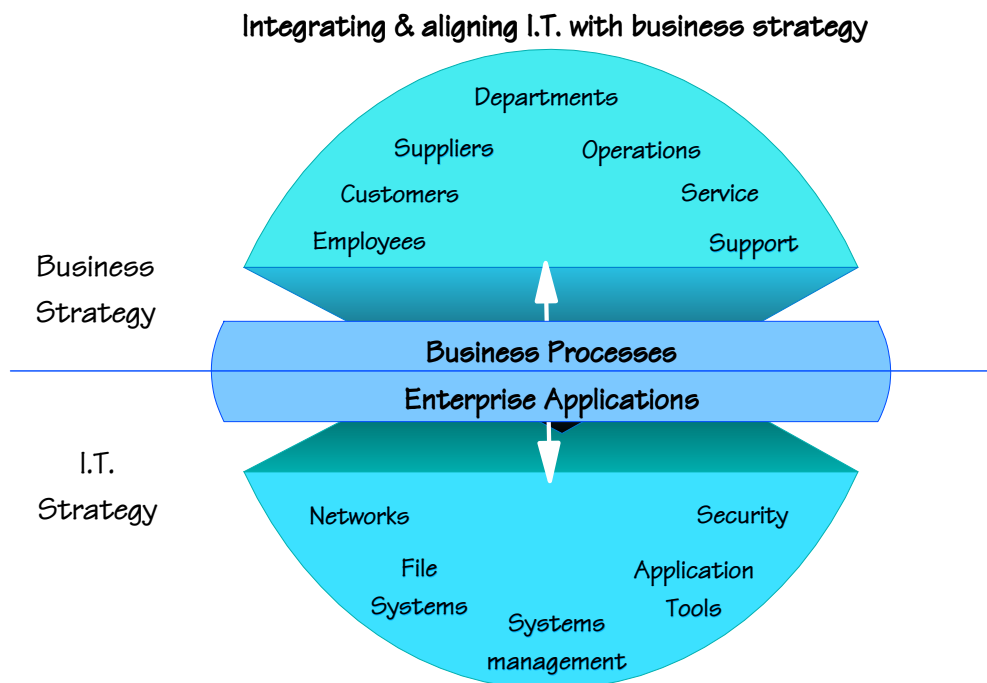 Integrating & aligning I.T. with business strategy
Departments
Suppliers
Operations
Customers
Service
Employees
Support
Business
Strategy
Business Processes
Enterprise Applications
I.T.
Strategy
Networks
Security
File
Systems
Application
Tools
Systems
management